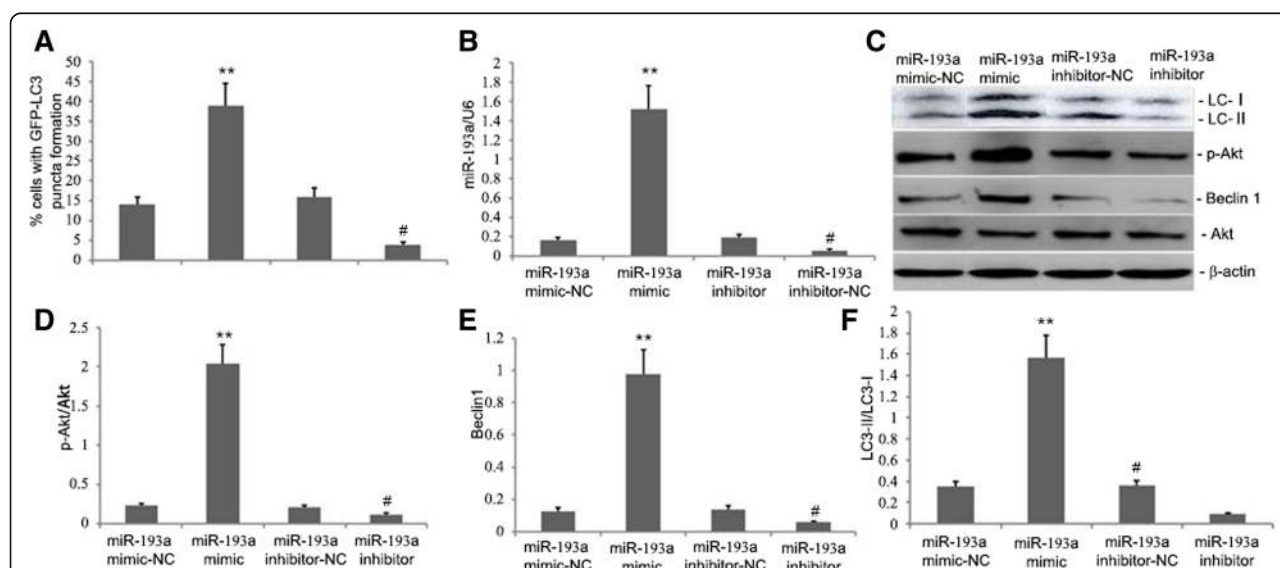 A
% cells with GFP-LC3
puncta formation
50
45
40
35
30
25
20
15
10
5
0
**
#
B
miR-193a/U6
2
1.8
1.6
1.4
1.2
1
0.8
0.6
0.4
0.2
0
**
#
miR-193a
mimic-NC
miR-193a
mimic
miR-193a
inhibitor
miR-193a
inhibitor-NC
C
miR-193a
mimic-NC
miR-193a
mimic
miR-193a
inhibitor-NC
miR-193a
inhibitor
- LC- I
- LC- II
- p-Akt
- Beclin 1
- Akt
- β-actin
D
p-Akt/Akt
2.5
2
1.5
1
0.5
0
**
#
miR-193a
mimic-NC
miR-193a
mimic
miR-193a
inhibitor-NC
miR-193a
inhibitor
E
Beclin1
1.2
1
0.8
0.6
0.4
0.2
0
**
#
miR-193a
mimic-NC
miR-193a
mimic
miR-193a
inhibitor-NC
miR-193a
inhibitor
F
LC3-II/LC3-I
2
1.8
1.6
1.4
1.2
1
0.8
0.6
0.4
0.2
0
**
#
miR-193a
mimic-NC
miR-193a
mimic
miR-193a
inhibitor-NC
miR-193a
inhibitor